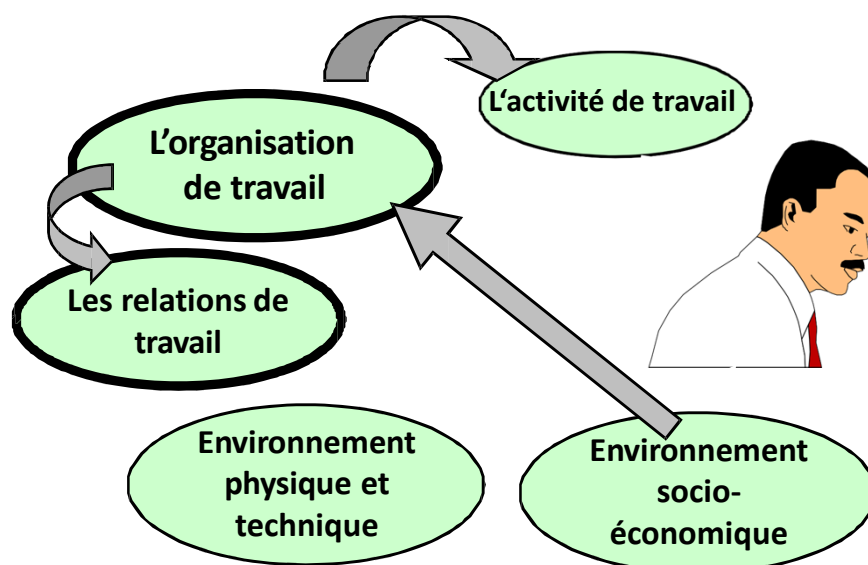 L‘activité de travail
L’organisation
de travail
Les relations de
travail
Environnement
physique et
technique
Environnement
socio-
économique